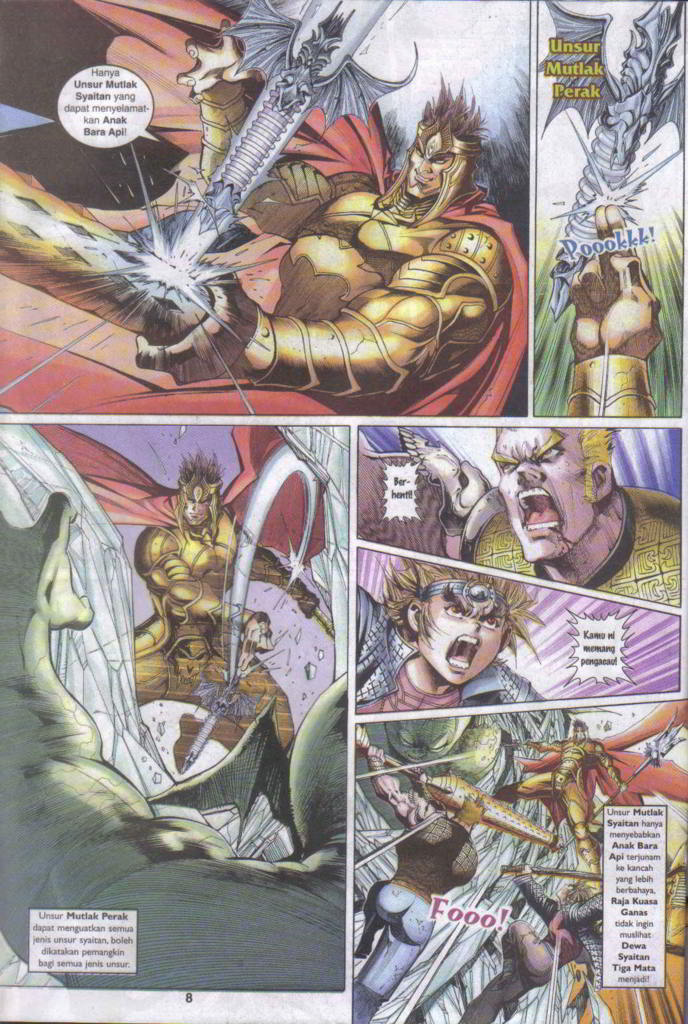 Hanya
Unsur Mutlak
Syaitan yang
dapat menyelamat-
kan Anak
Bara Api!
Unsur
Mutlak
Perak
Poookkk!
Ber-
henti!
Kamu ni
memang
pengacau!
Unsur Mutlak Perak
dapat menguatkan semua
jenis unsur syaitan, boleh
dikatakan pemangkin
bagi semua jenis unsur.
Fooo!
Unsur Mutlak
Syaitan hanya
menyebabkan
Anak Bara
Api terjunam
ke kancah
yang lebih
berbahaya,
Raja Kuasa
Ganas
tidak ingin
muslihat
Dewa
Syaitan
Tiga Mata
menjadi!
8